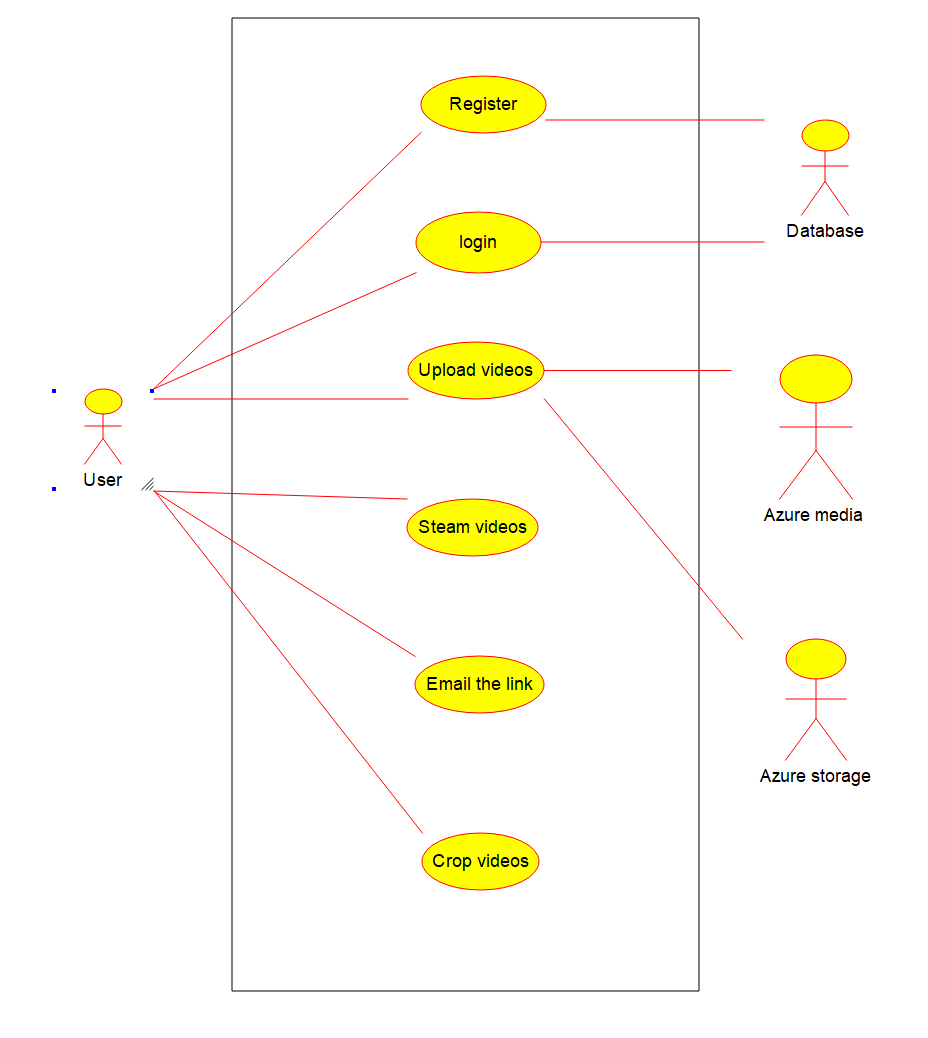 Register
Database
login
Upload videos
User
Azure media
Steam videos
Email the link
Azure storage
Crop videos